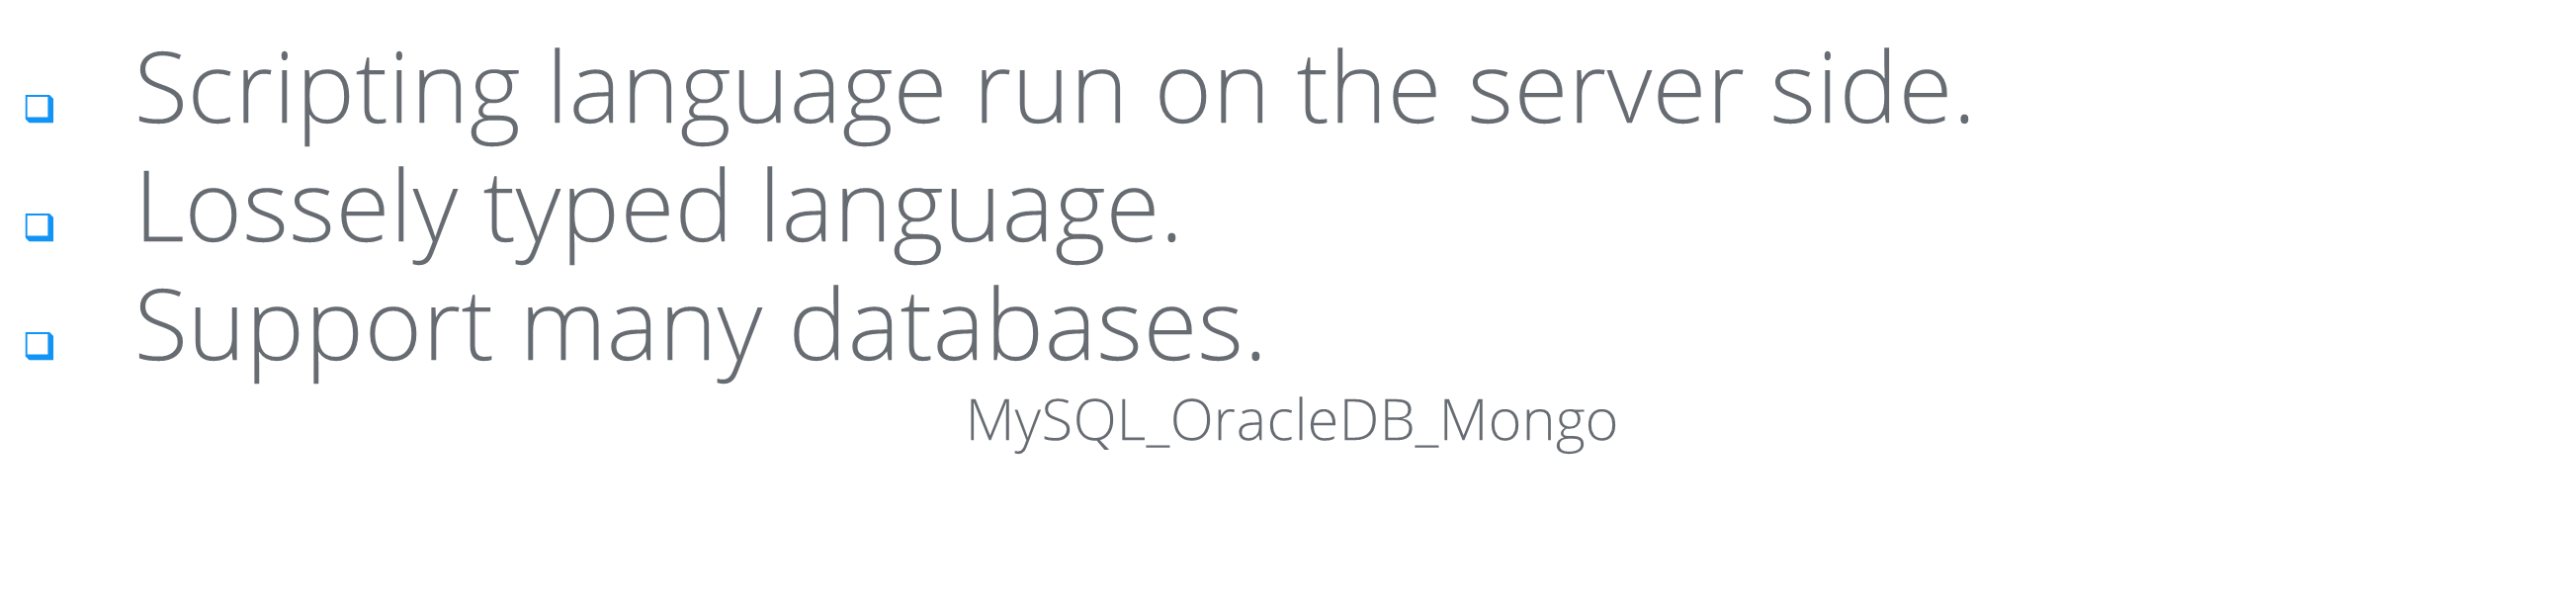 Scripting language run on the server side.
Lossely typed language.
Support many databases.
MySQL_OracleDB_Mongo